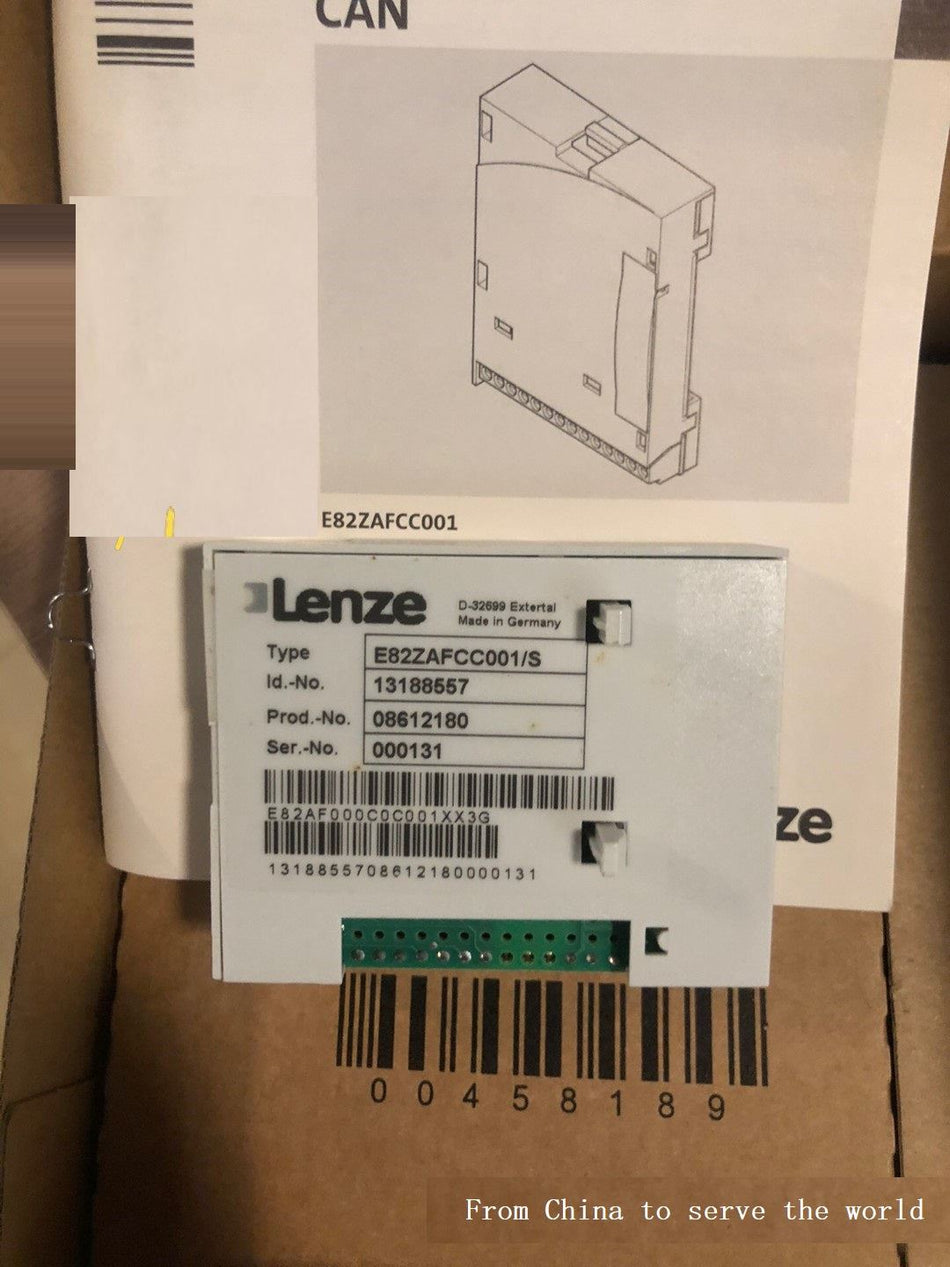 CAN
E82ZAFCC001
Lenze
D-32699 Extertal
Made in Germany
Type E82ZAFCC001/S
Id.-No. 13188557
Prod.-No. 08612180
Ser.-No. 000131
E82AF000C0C001XX3G
1318855708612180000131
ze
00458189
From China to serve the world